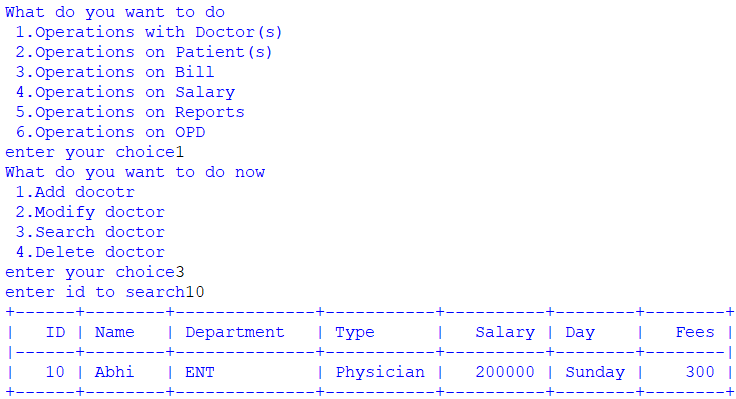 What do you want to do
 1.Operations with Doctor(s)
 2.Operations on Patient(s)
 3.Operations on Bill
 4.Operations on Salary
 5.Operations on Reports
 6.Operations on OPD
enter your choice1
What do you want to do now
 1.Add docotr
 2.Modify doctor
 3.Search doctor
 4.Delete doctor
enter your choice3
enter id to search10
+------+--------+--------------+-----------+----------+--------+--------+
|   ID | Name   | Department   | Type      |   Salary | Day    |   Fees |
|------+--------+--------------+-----------+----------+--------+--------|
|   10 | Abhi   | ENT          | Physician |   200000 | Sunday |    300 |
+------+--------+--------------+-----------+----------+--------+--------+